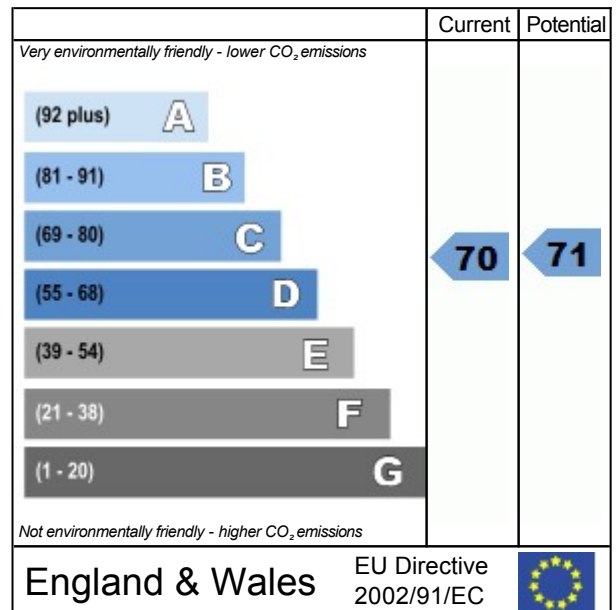 Current Potential
Very environmentally friendly - lower CO₂ emissions
(92 plus) A
(81 - 91) B
(69 - 80) C
70 71
(55 - 68) D
(39 - 54) E
(21 - 38) F
(1 - 20) G
Not environmentally friendly - higher CO₂ emissions
England & Wales
EU Directive
2002/91/EC